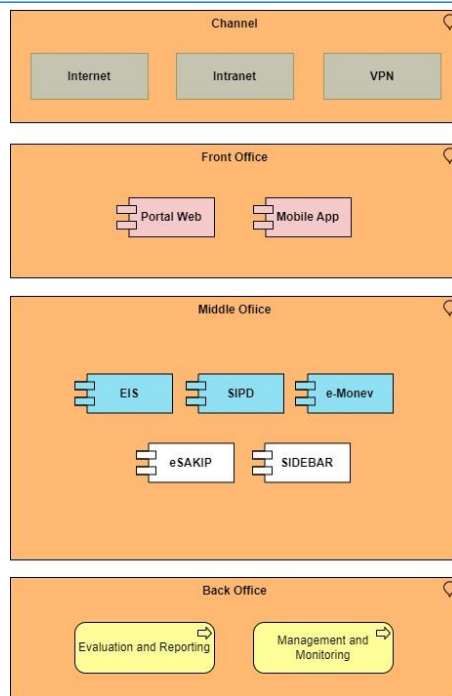 Channel
Internet
Intranet
VPN
Front Office
Portal Web
Mobile App
Middle Ofiice
EIS
SIPD
e-Monev
eSAKIP
SIDEBAR
Back Office
Evaluation and Reporting
Management and
Monitoring